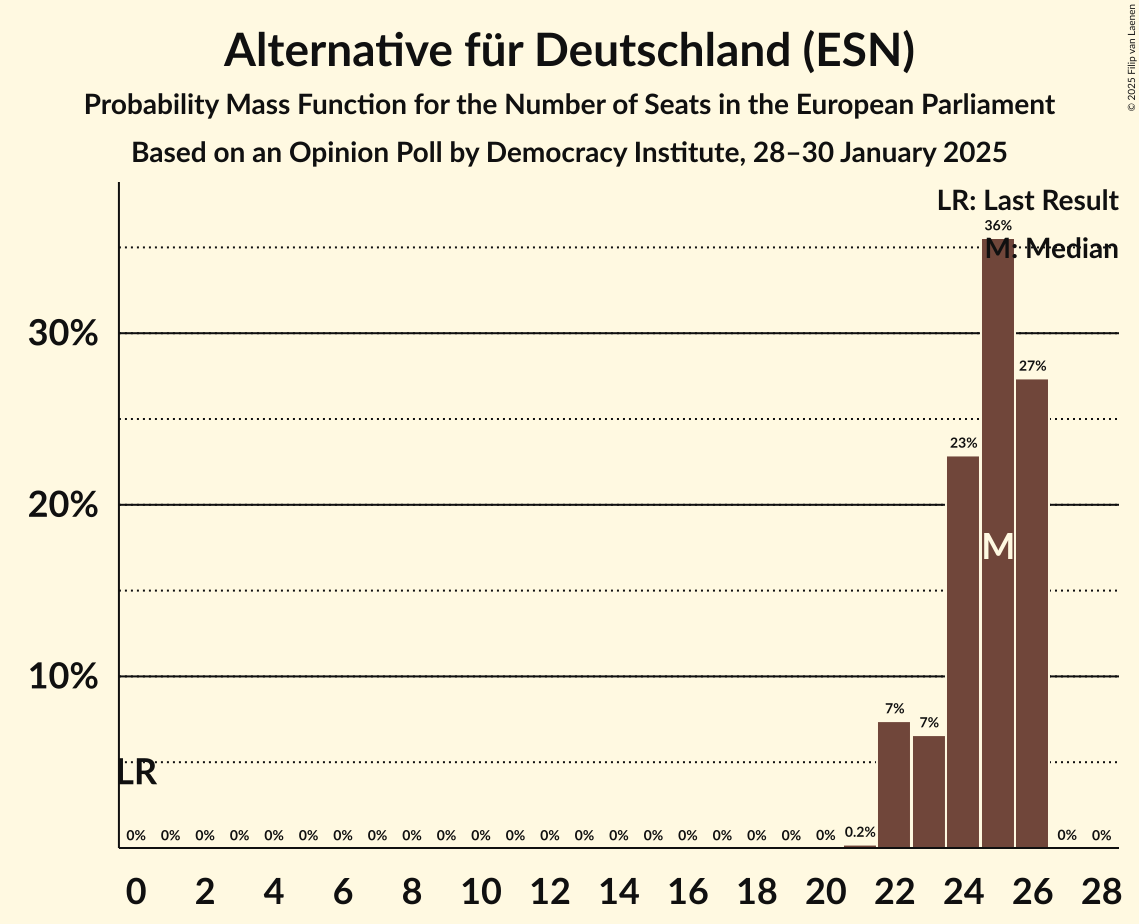 Alternative für Deutschland (ESN)
Probability Mass Function for the Number of Seats in the European Parliament
Based on an Opinion Poll by Democracy Institute, 28–30 January 2025
© 2025 Filip van Laenen
LR: Last Result
M: Median
36%
30%
27%
23%
20%
M
10%
7% 7%
LR
0% 0% 0% 0% 0% 0% 0% 0% 0% 0% 0% 0% 0% 0% 0% 0% 0% 0% 0% 0% 0% 0.2% 0% 0%
0 2 4 6 8 10 12 14 16 18 20 22 24 26 28